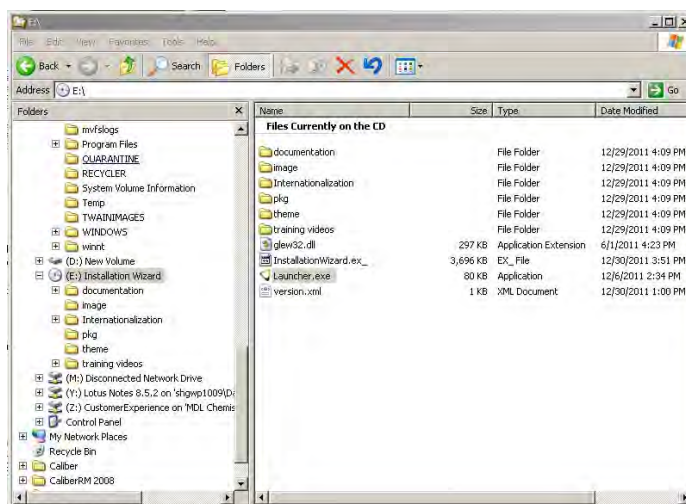 E:\
File Edit View Favorites Tools Help
Back Search Folders
Address E:\ Go
Folders × Name Size Type Date Modified
Files Currently on the CD
mvfslogs
Program Files
QUARANTINE
RECYCLER
System Volume Information
Temp
TWAINIMAGES
WINDOWS
winnt
(D:) New Volume
(E:) Installation Wizard
documentation
image
Internationalization
pkg
theme
training videos
(M:) Disconnected Network Drive
(Y:) Lotus Notes 8.5.2 on 'shgwp1009\Da
(Z:) CustomerExperience on 'MDL Chemis
Control Panel
My Network Places
Recycle Bin
Caliber
CaliberRM 2008
documentation File Folder 12/29/2011 4:09 PM
image File Folder 12/29/2011 4:09 PM
Internationalization File Folder 12/29/2011 4:09 PM
pkg File Folder 12/29/2011 4:09 PM
theme File Folder 12/29/2011 4:09 PM
training videos File Folder 12/29/2011 4:09 PM
glew32.dll 297 KB Application Extension 6/1/2011 4:23 PM
InstallationWizard.ex_ 3,696 KB EX_ File 12/30/2011 3:51 PM
Launcher.exe 80 KB Application 12/6/2011 2:34 PM
version.xml 1 KB XML Document 12/30/2011 1:00 PM